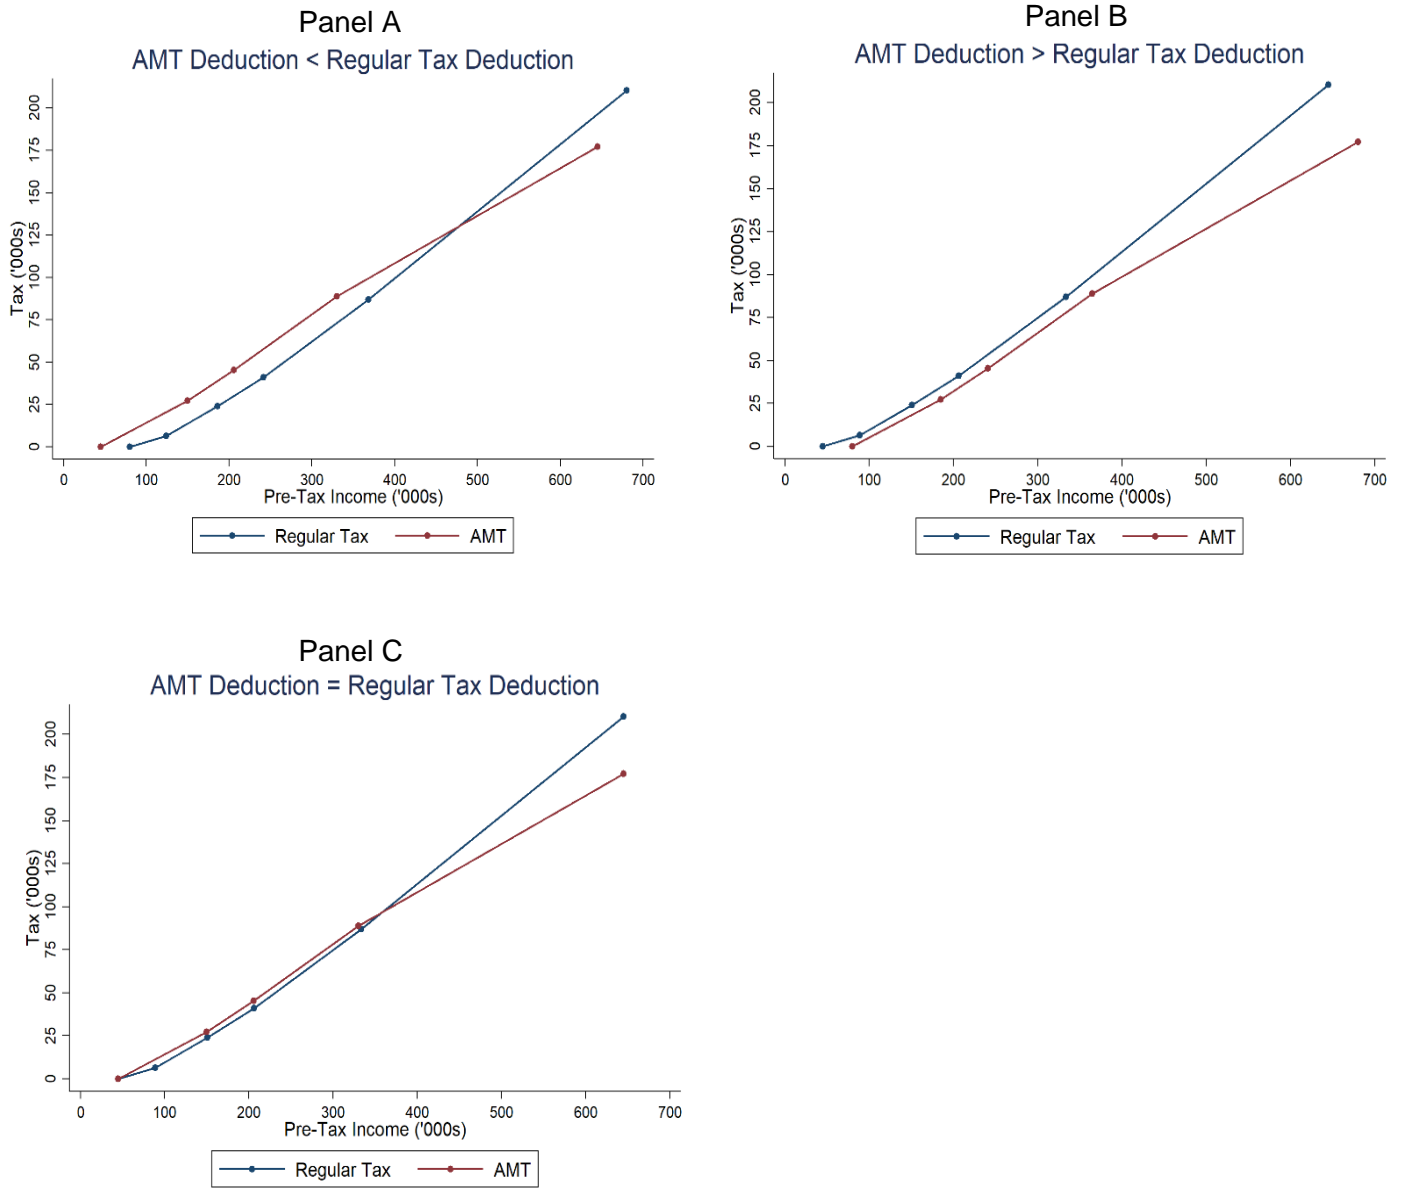 Panel A
AMT Deduction < Regular Tax Deduction
Tax ('000s)
200
175
150
125
100
75
50
25
0
0 100 200 300 400 500 600 700
Pre-Tax Income ('000s)
Regular Tax AMT
Panel B
AMT Deduction > Regular Tax Deduction
Tax ('000s)
200
175
150
125
100
75
50
25
0
0 100 200 300 400 500 600 700
Pre-Tax Income ('000s)
Regular Tax AMT
Panel C
AMT Deduction = Regular Tax Deduction
Tax ('000s)
200
175
150
125
100
75
50
25
0
0 100 200 300 400 500 600 700
Pre-Tax Income ('000s)
Regular Tax AMT